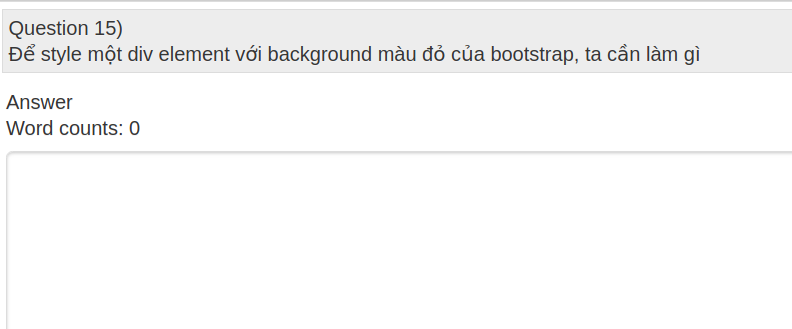 Question 15)
Để style một div element với background màu đỏ của bootstrap, ta cần làm gì
Answer
Word counts: 0